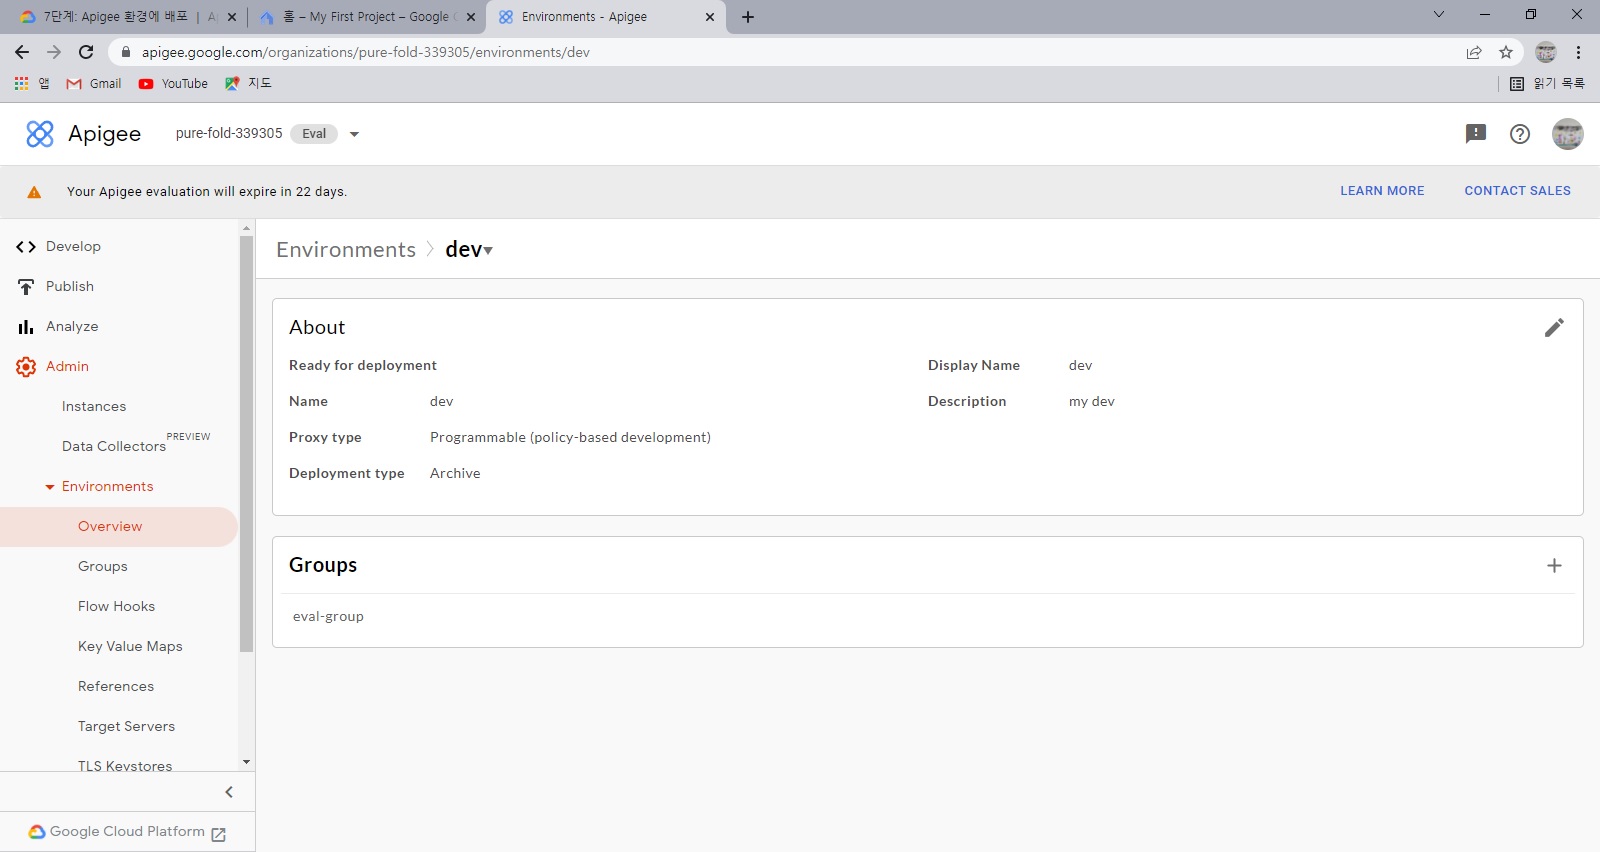 7단계: Apigee 환경에 배포 | A
홈 – My First Project – Google C
Environments - Apigee
apigee.google.com/organizations/pure-fold-339305/environments/dev
앱
Gmail
YouTube
지도
읽기 목록
Apigee
pure-fold-339305
Eval
Your Apigee evaluation will expire in 22 days.
LEARN MORE
CONTACT SALES
Develop
Publish
Analyze
Admin
Instances
Data Collectors PREVIEW
Environments
Overview
Groups
Flow Hooks
Key Value Maps
References
Target Servers
TLS Keystores
Google Cloud Platform
Environments
dev
About
Ready for deployment
Name dev
Proxy type Programmable (policy-based development)
Deployment type Archive
Display Name dev
Description my dev
Groups
eval-group